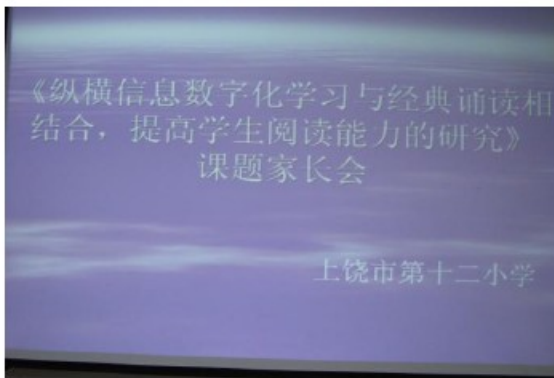 《纵横信息数字化学习与经典诵读相
结合，提高学生阅读能力的研究》
课题家长会
上饶市第十二小学